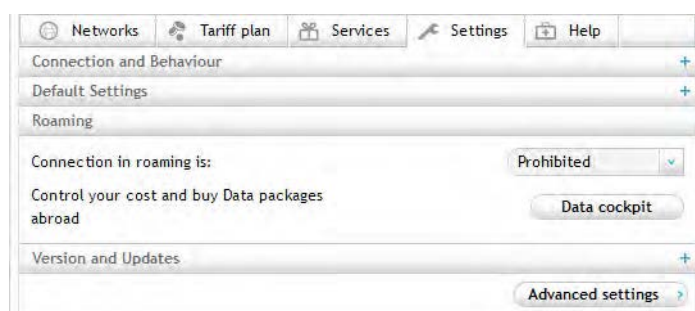 Networks Tariff plan Services Settings Help
Connection and Behaviour +
Default Settings +
Roaming
Connection in roaming is: Prohibited
Control your cost and buy Data packages
abroad
Data cockpit
Version and Updates +
Advanced settings >